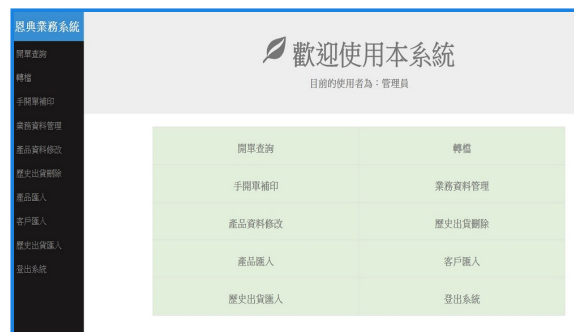 恩典業務系統
開單查詢
轉檔
手開單補印
業務資料管理
產品資料修改
歷史出貨刪除
產品匯入
客戶匯入
歷史出貨匯入
登出系統
歡迎使用本系統
目前的使用者為：管理員
開單查詢 轉檔
手開單補印 業務資料管理
產品資料修改 歷史出貨刪除
產品匯入 客戶匯入
歷史出貨匯入 登出系統